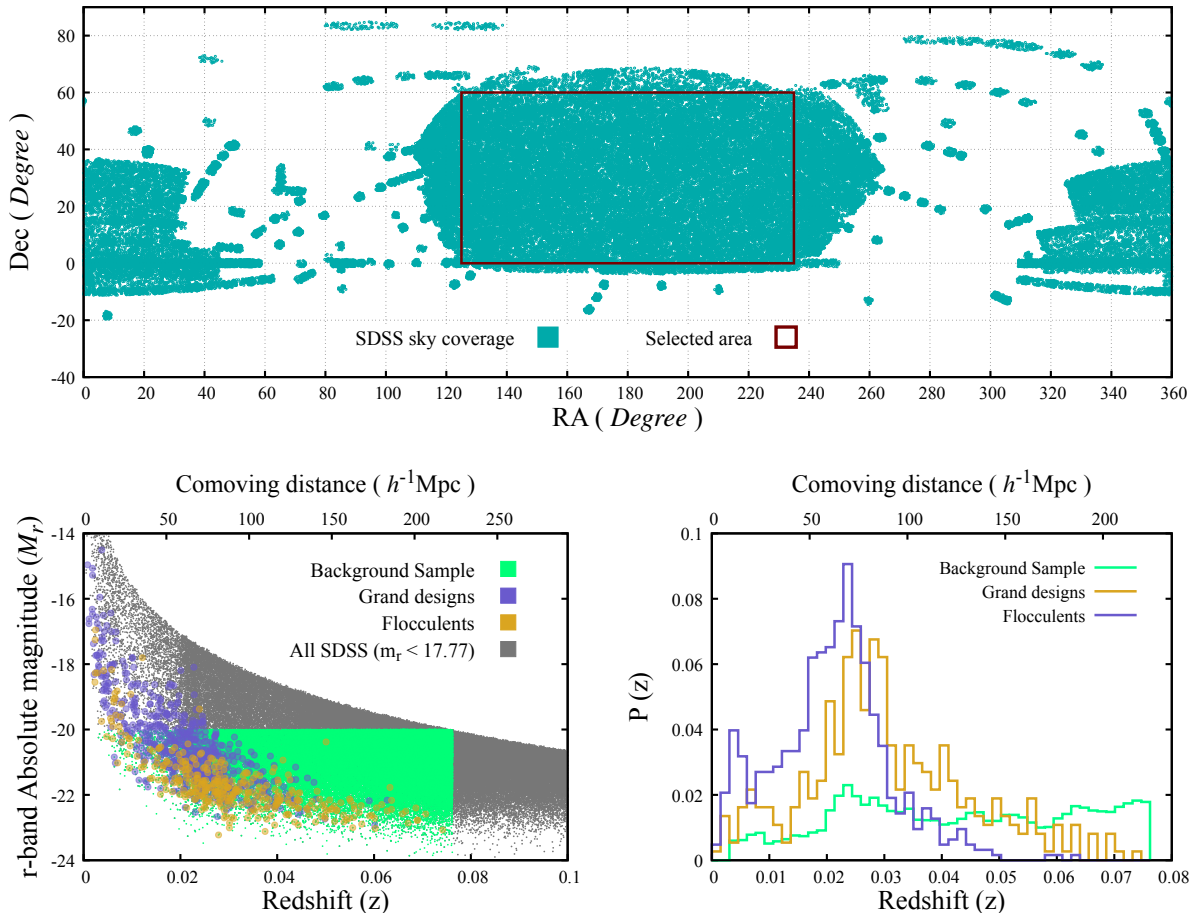 80
60
40
20
0
-20
-40
Dec ( Degree )
SDSS sky coverage
Selected area
0 20 40 60 80 100 120 140 160 180 200 220 240 260 280 300 320 340 360
RA ( Degree )
Comoving distance ( h⁻¹Mpc )
0 50 100 150 200 250
-14
-16
-18
-20
-22
-24
r-band Absolute magnitude (Mᵣ)
Background Sample
Grand designs
Flocculents
All SDSS (mᵣ < 17.77)
0 0.02 0.04 0.06 0.08 0.1
Redshift (z)
Comoving distance ( h⁻¹Mpc )
0 50 100 150 200
0.1
0.08
0.06
0.04
0.02
0
P (z)
Background Sample
Grand designs
Flocculents
0 0.01 0.02 0.03 0.04 0.05 0.06 0.07 0.08
Redshift (z)